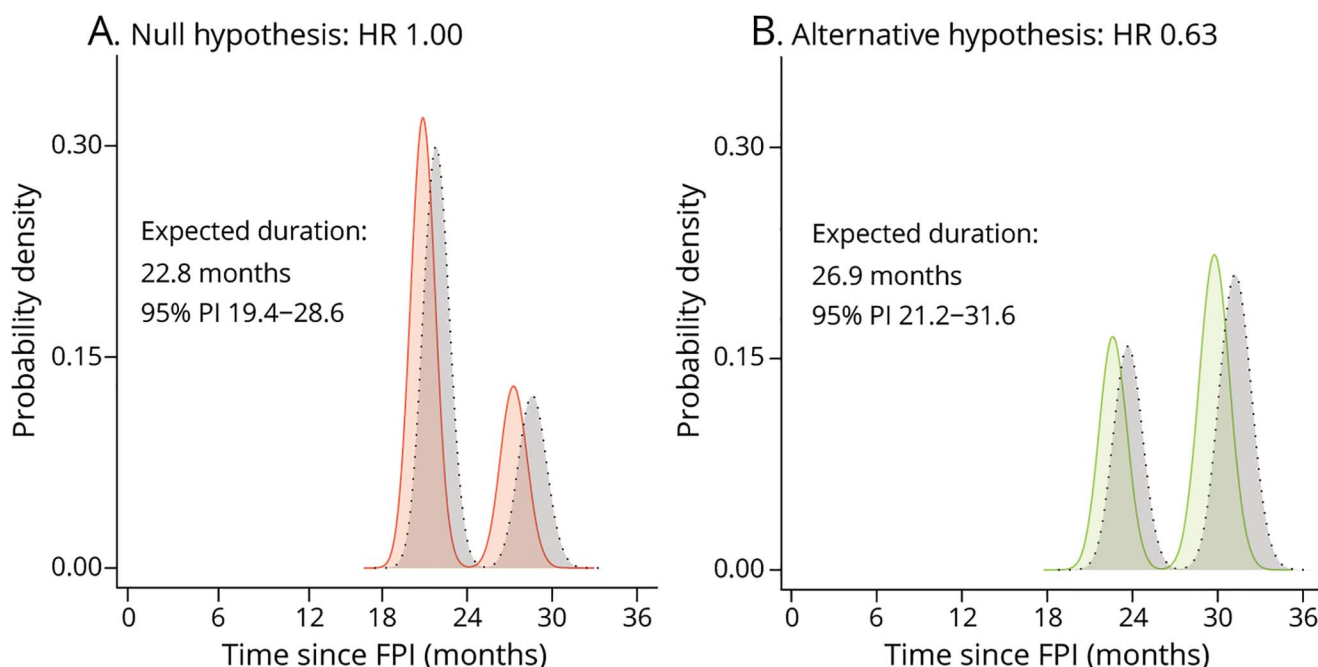 A. Null hypothesis: HR 1.00
Probability density
0.30
0.15
0.00
Expected duration:
22.8 months
95% PI 19.4–28.6
0 6 12 18 24 30 36
Time since FPI (months)
B. Alternative hypothesis: HR 0.63
Probability density
0.30
0.15
0.00
Expected duration:
26.9 months
95% PI 21.2–31.6
0 6 12 18 24 30 36
Time since FPI (months)